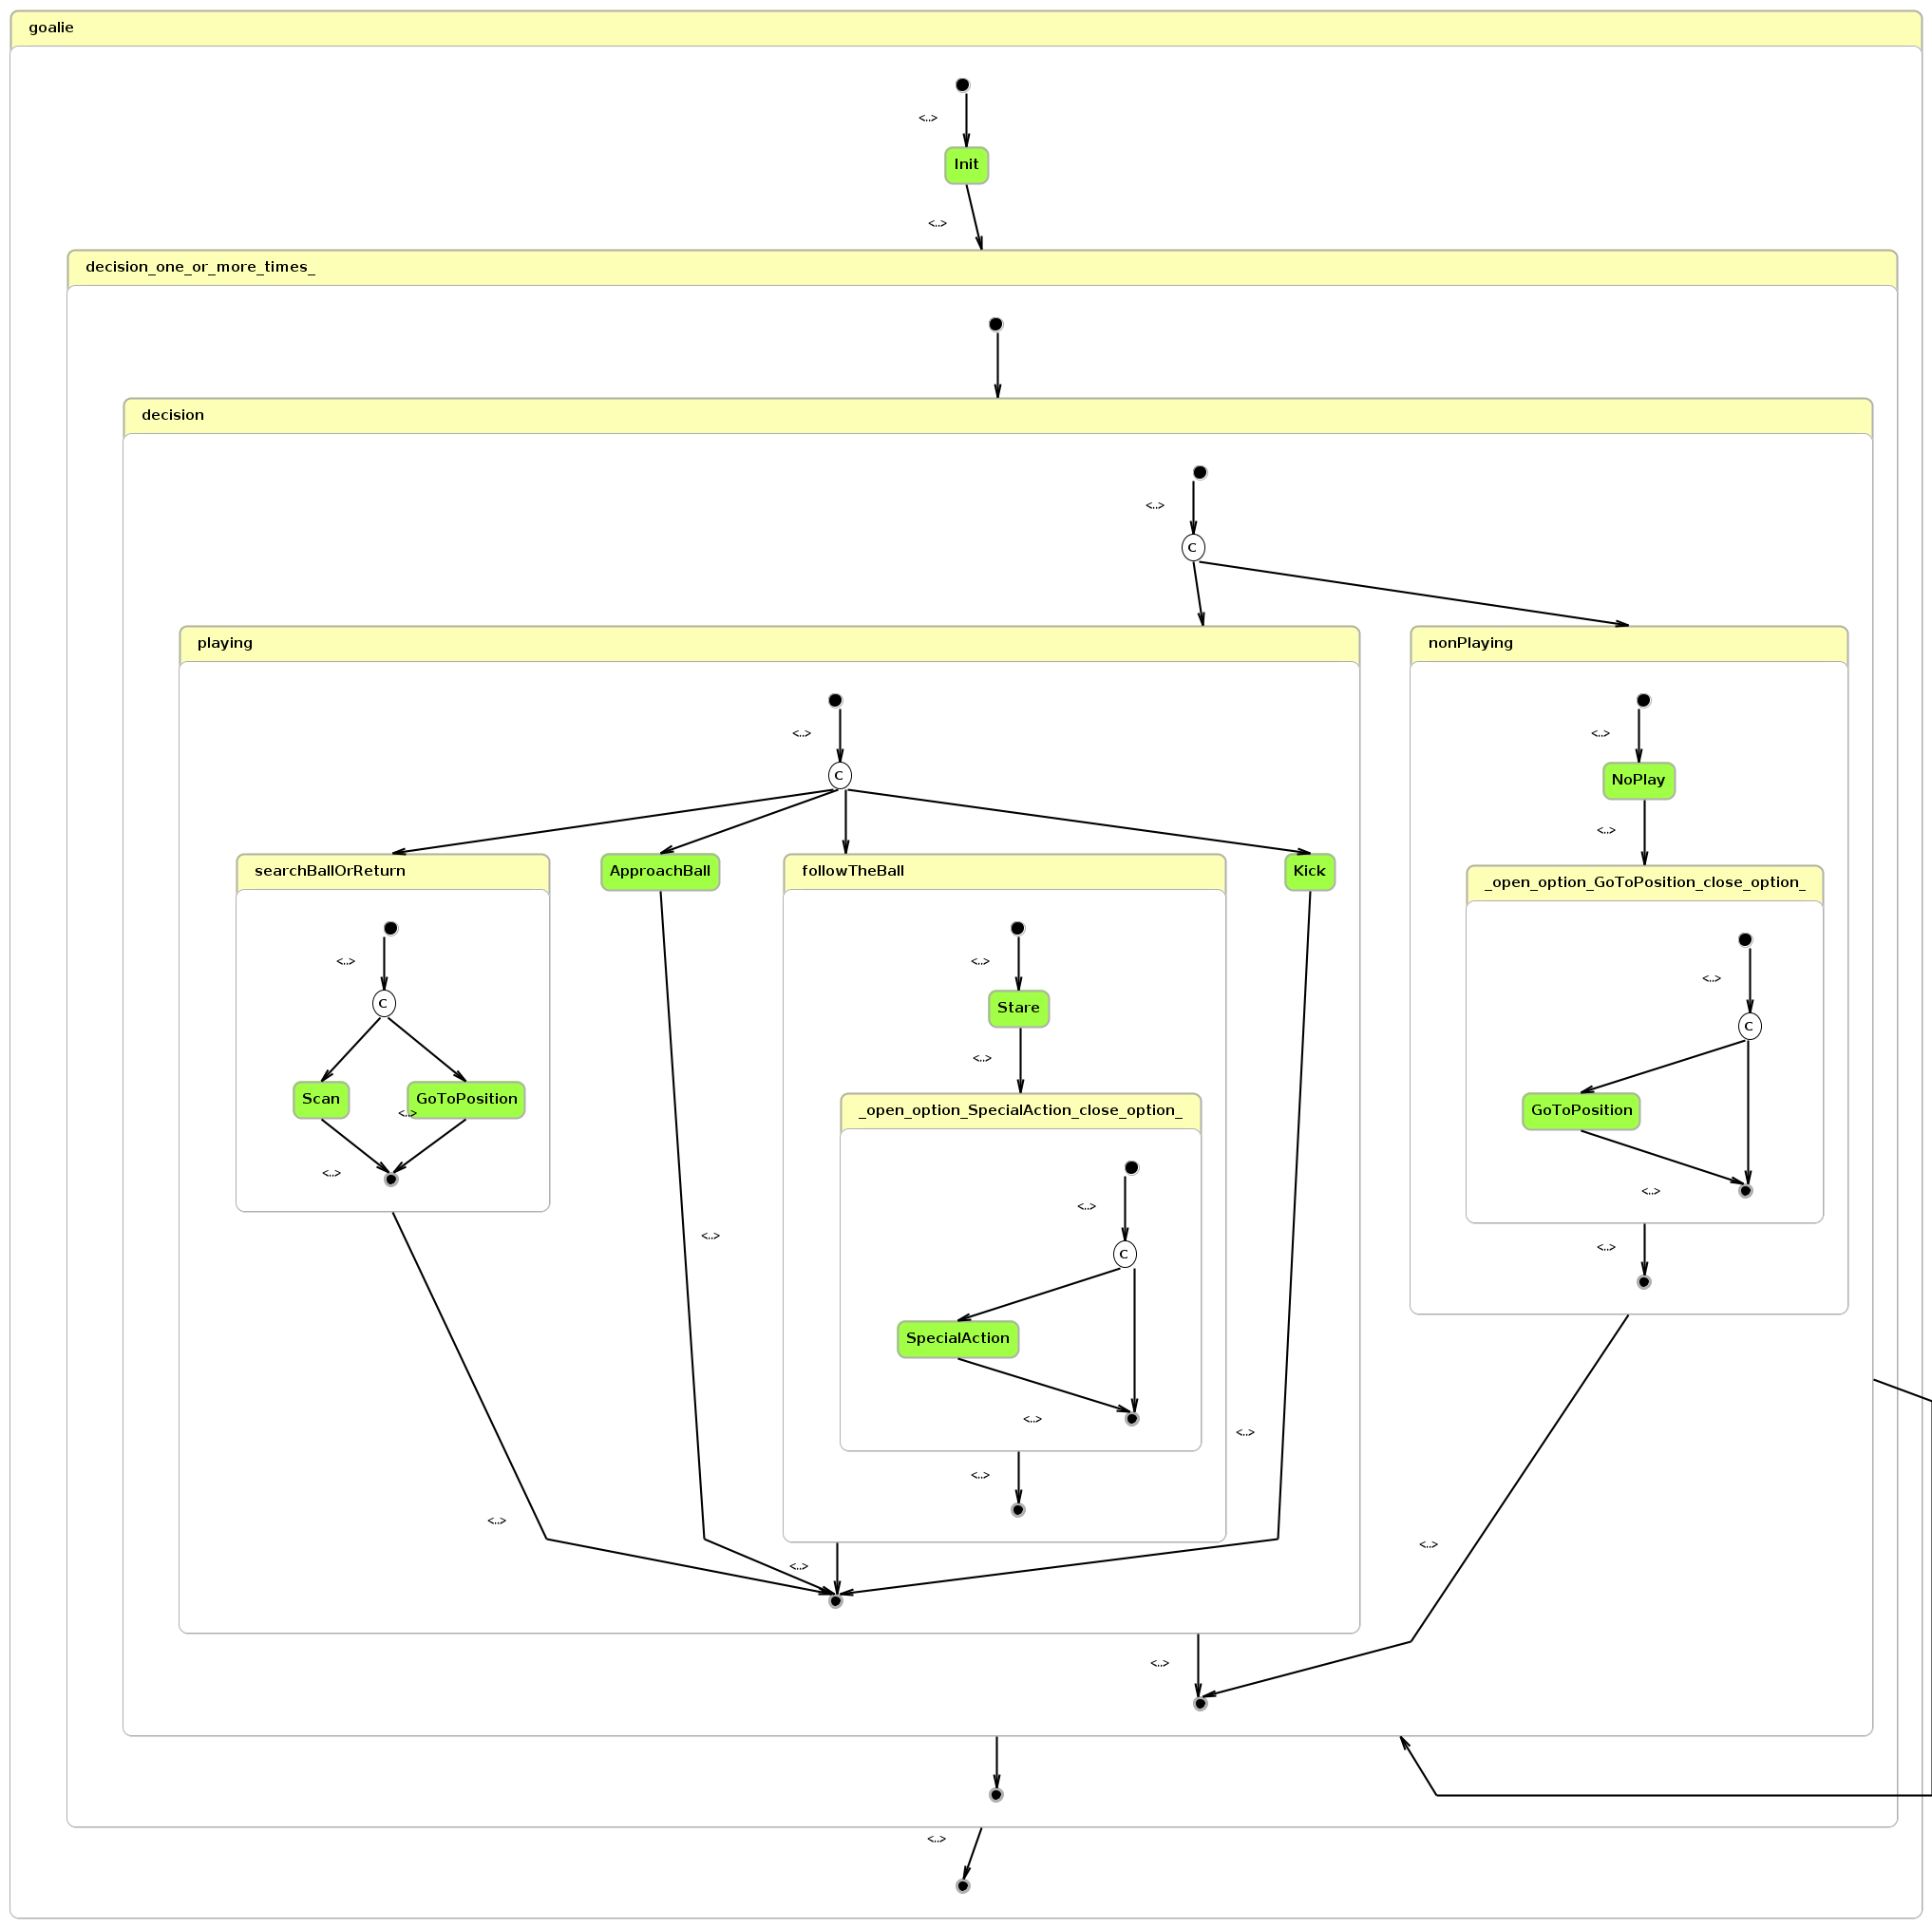 goalie
<..>
Init
<..>
decision_one_or_more_times_
decision
<..>
C
playing
nonPlaying
<..>
<..>
C
NoPlay
<..>
searchBallOrReturn
ApproachBall
followTheBall
Kick
_open_option_GoToPosition_close_option_
<..>
<..>
<..>
C
Stare
C
<..>
Scan
GoToPosition
<..>
_open_option_SpecialAction_close_option_
GoToPosition
<..>
<..>
<..>
<..>
C
<..>
SpecialAction
<..>
<..>
<..>
<..>
<..>
<..>
<..>
<..>